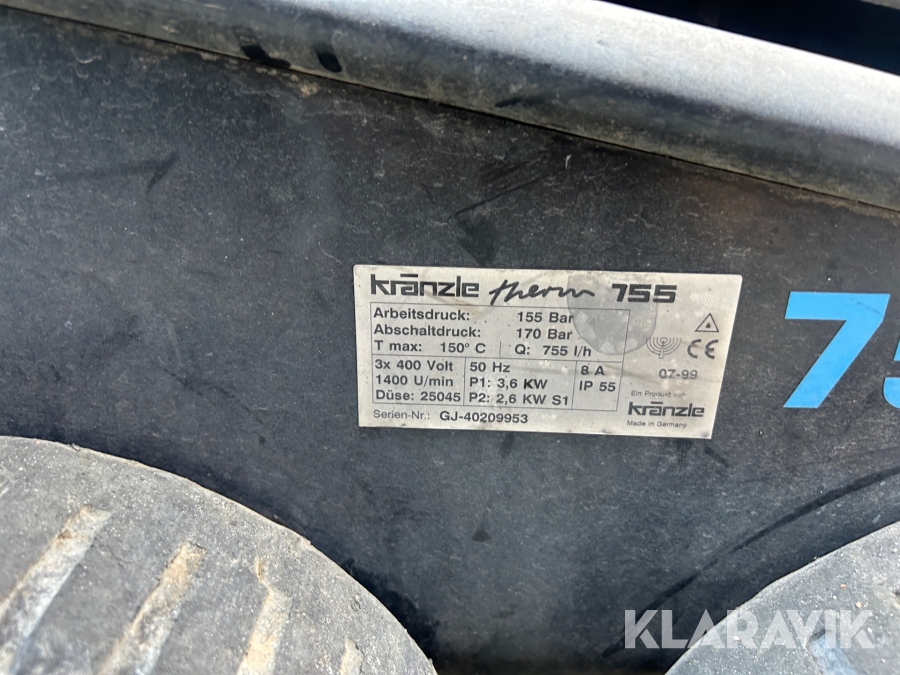 kränzle therm 755
Arbeitsdruck: 155 Bar
Abschaltdruck: 170 Bar
T max: 150° C Q: 755 l/h
3x 400 Volt 50 Hz 8 A
1400 U/min P1: 3,6 KW IP 55
Düse: 25045 P2: 2,6 KW S1
Serien-Nr.: GJ-40209953
CE
07-99
Ein Produkt von
kränzle
Made in Germany
75
KLARAVIK